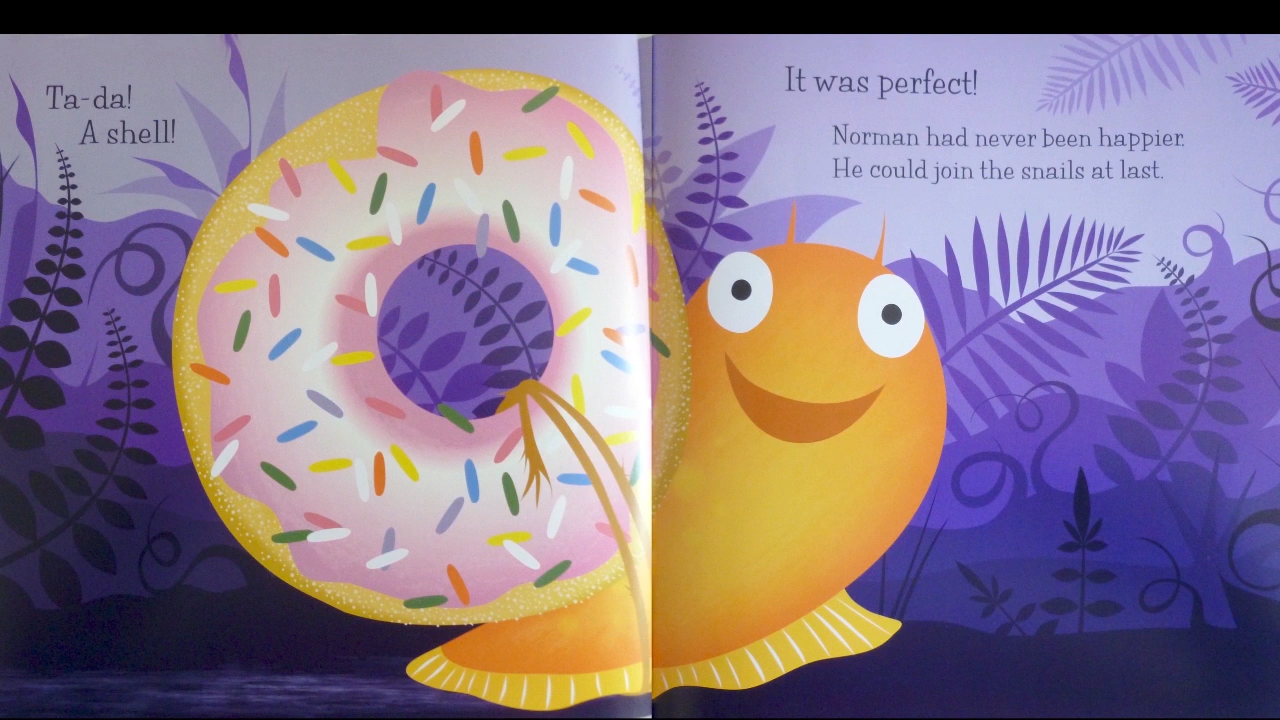 Ta-da!
A shell!
It was perfect!
Norman had never been happier.
He could join the snails at last.